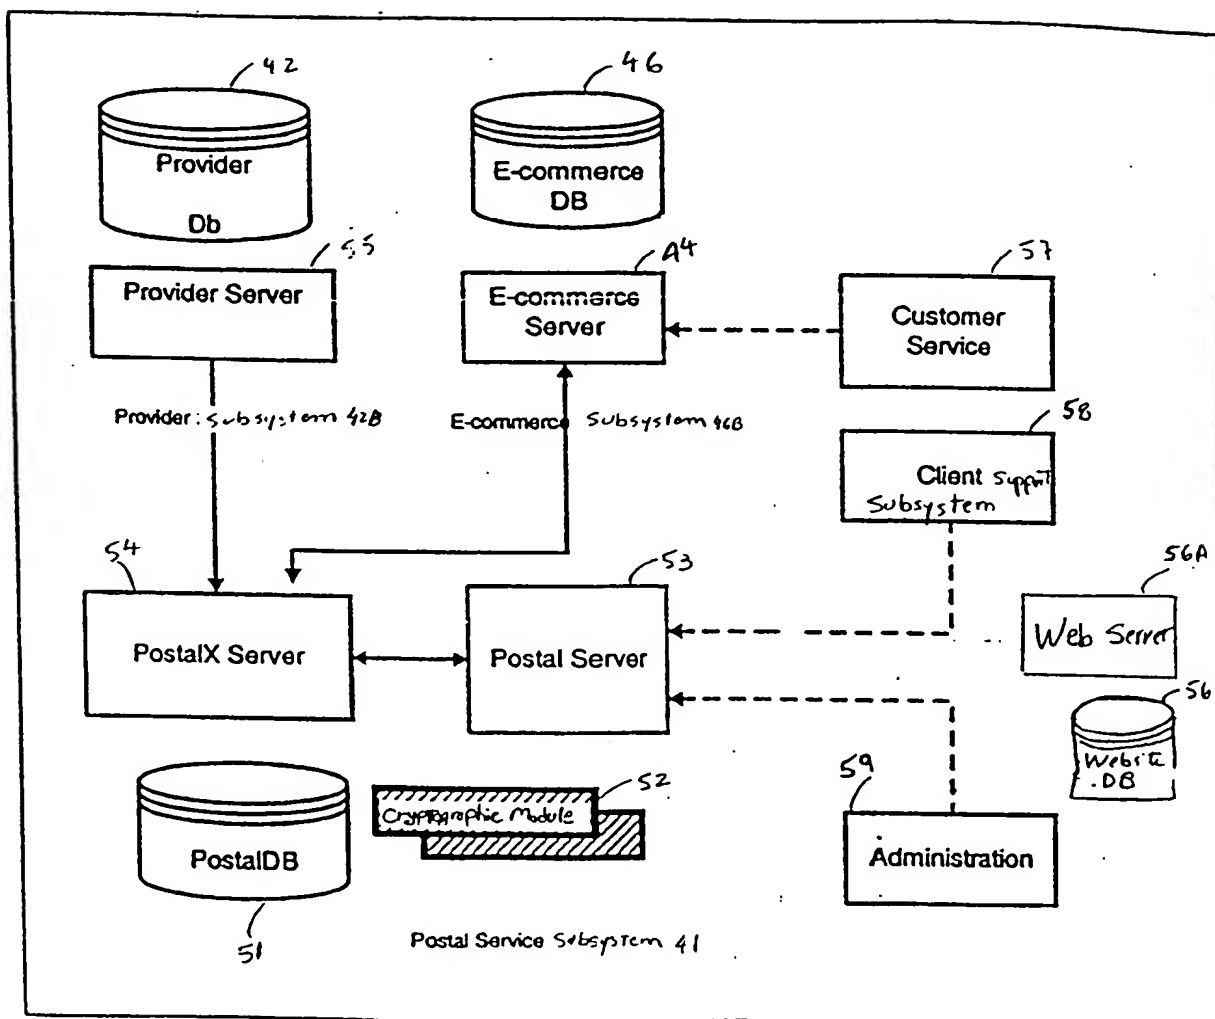 42
46
Provider
Db
E-commerce
DB
55
A4
57
Provider Server
E-commerce
Server
Customer
Service
Provider: Subsystem 42B
E-commerce Subsystem 46B
58
Client Support
Subsystem
54
53
56A
PostalX Server
Postal Server
Web Server
56
Website
DB
52
59
Cryptographic Module
PostalDB
Administration
51
Postal Service Subsystem 41